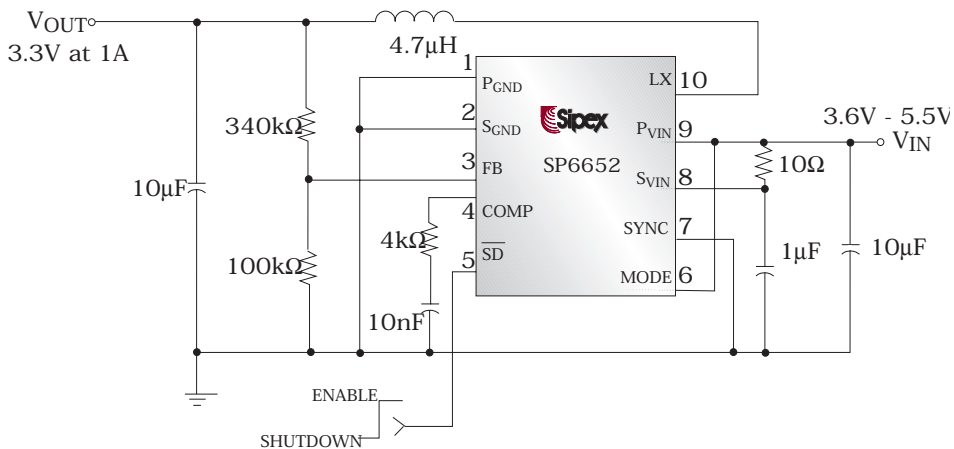 VOUT
3.3V at 1A
4.7µH
340kΩ
10µF
100kΩ
4kΩ
10nF
1
PGND
2
SGND
3
FB
4
COMP
5
SD
Sipex
SP6652
LX
10
PVIN
9
SVIN
8
SYNC
7
MODE
6
3.6V - 5.5V
VIN
10Ω
1µF
10µF
ENABLE
SHUTDOWN